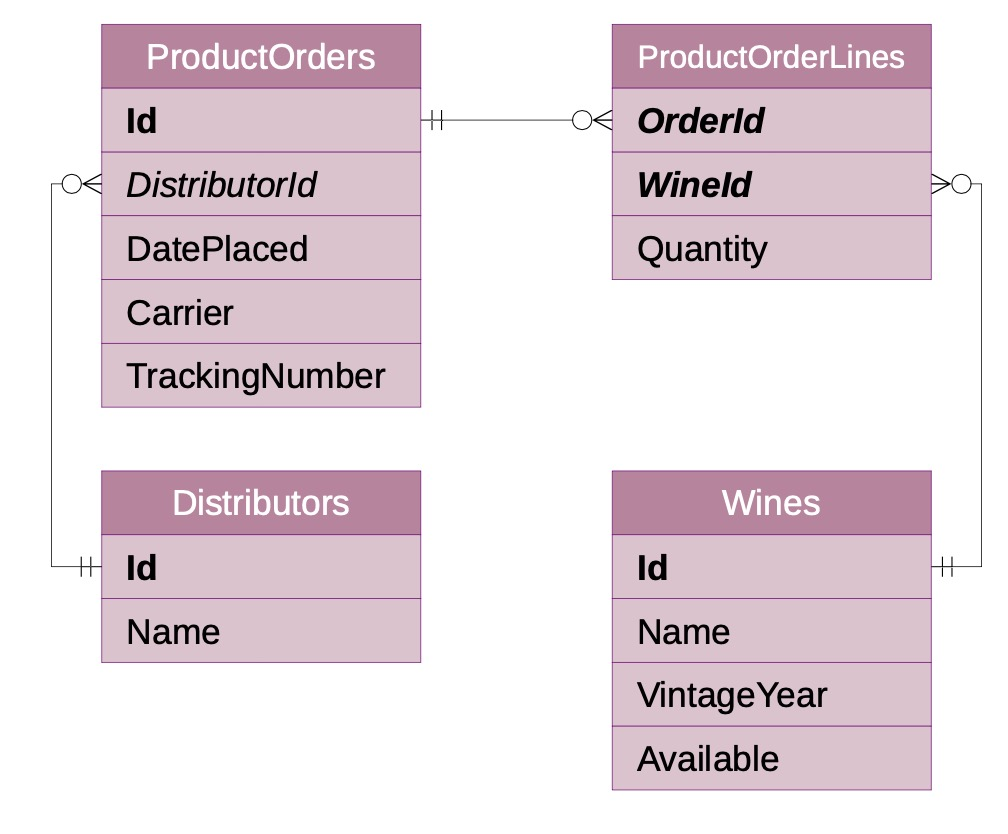 ProductOrders
Id
DistributorId
DatePlaced
Carrier
TrackingNumber
ProductOrderLines
OrderId
WineId
Quantity
Distributors
Id
Name
Wines
Id
Name
VintageYear
Available